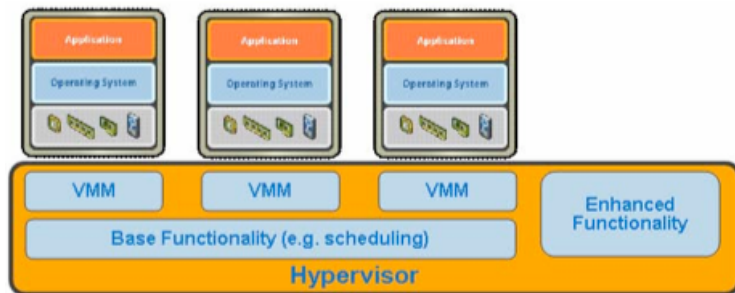 Application
Application
Application
Operating System
Operating System
Operating System
VMM
VMM
VMM
Enhanced
Functionality
Base Functionality (e.g. scheduling)
Hypervisor